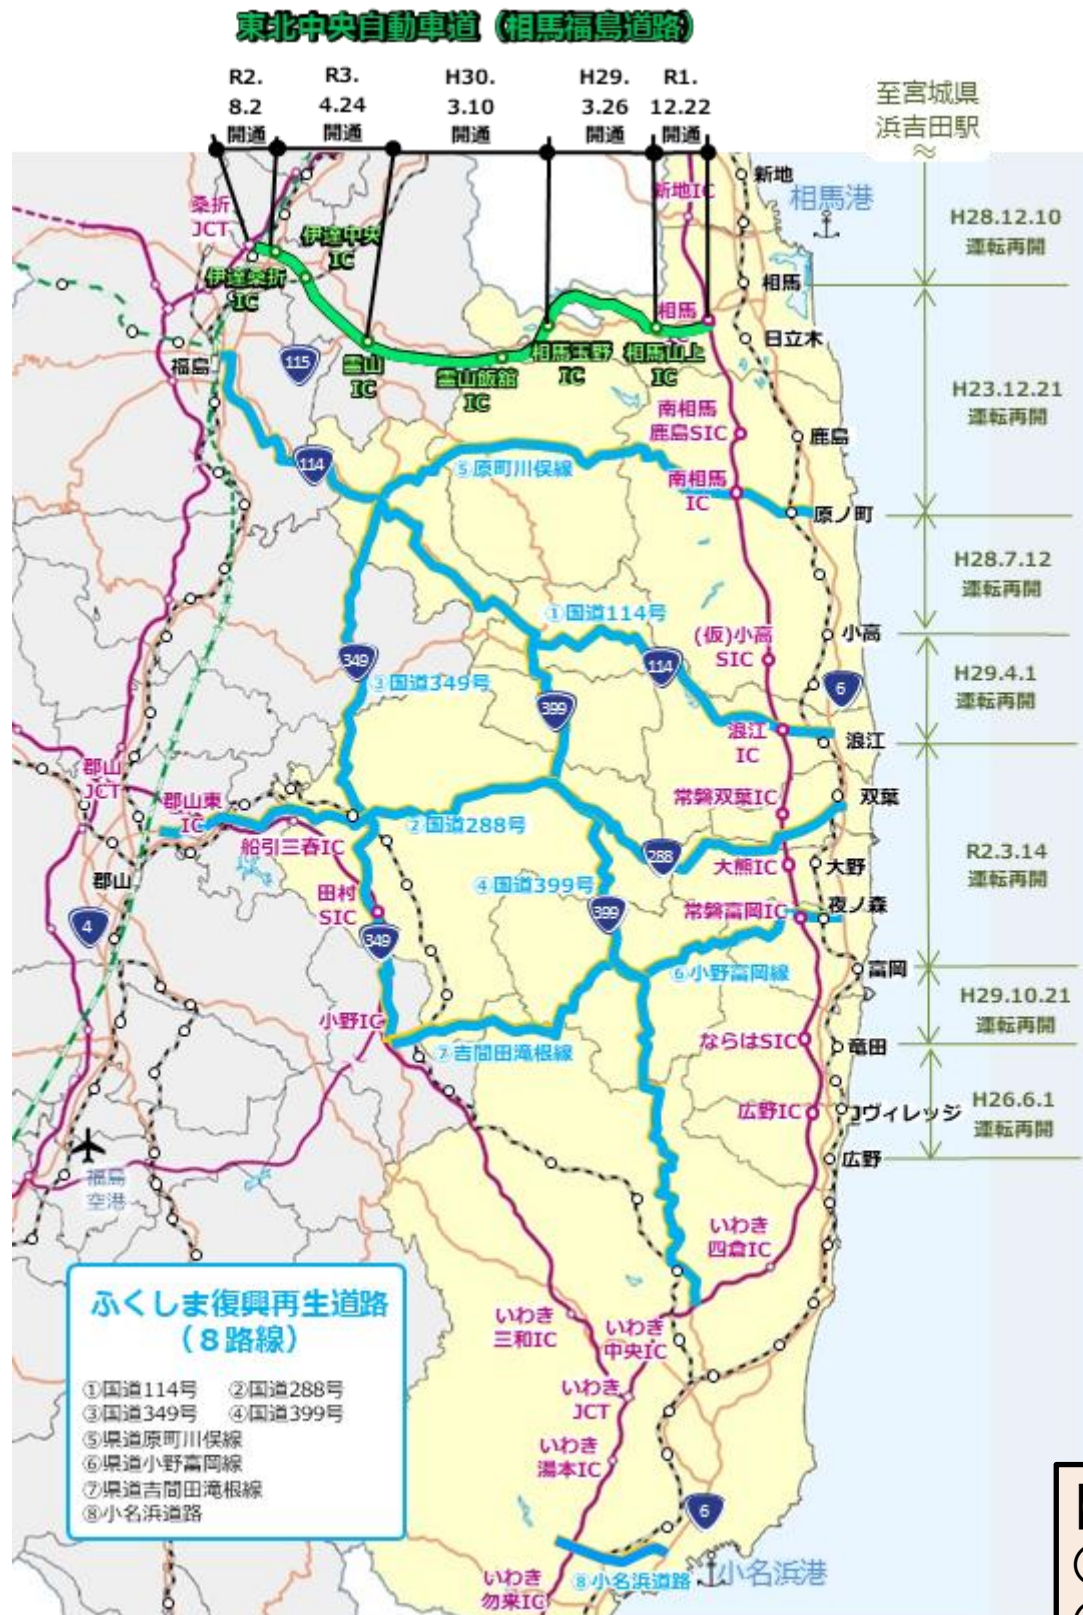 東北中央自動車道（相馬福島道路）
R2.
8.2
開通
R3.
4.24
開通
H30.
3.10
開通
H29.
3.26
開通
R1.
12.22
開通
至宮城県
浜吉田駅
～
新地
新地IC
相馬港
桑折
JCT
伊達中央
IC
伊達桑折
IC
H28.12.10
運転再開
相馬
相馬
日立木
福島
115
霊山
IC
霊山飯舘
IC
相馬玉野
IC
相馬山上
IC
H23.12.21
運転再開
南相馬
鹿島SIC
鹿島
114
⑤原町川俣線
南相馬
IC
原ノ町
H28.7.12
運転再開
①国道114号
(仮)小高
SIC
小高
349
③国道349号
114
6
H29.4.1
運転再開
399
浪江
IC
浪江
郡山
JCT
郡山東
IC
常磐双葉IC
双葉
②国道288号
船引三春IC
288
大熊IC
大野
R2.3.14
運転再開
郡山
田村
SIC
④国道399号
4
349
399
常磐富岡IC
夜ノ森
⑥小野富岡線
富岡
小野IC
H29.10.21
運転再開
⑦吉間田滝根線
ならはSIC
竜田
広野IC
Jヴィレッジ
H26.6.1
運転再開
広野
福島
空港
いわき
四倉IC
ふくしま復興再生道路
（８路線）
①国道114号 ②国道288号
③国道349号 ④国道399号
⑤県道原町川俣線
⑥県道小野富岡線
⑦県道吉間田滝根線
⑧小名浜道路
いわき
三和IC
いわき
中央IC
いわき
JCT
いわき
湯本IC
6
⑧小名浜道路
小名浜港
いわき
勿来IC